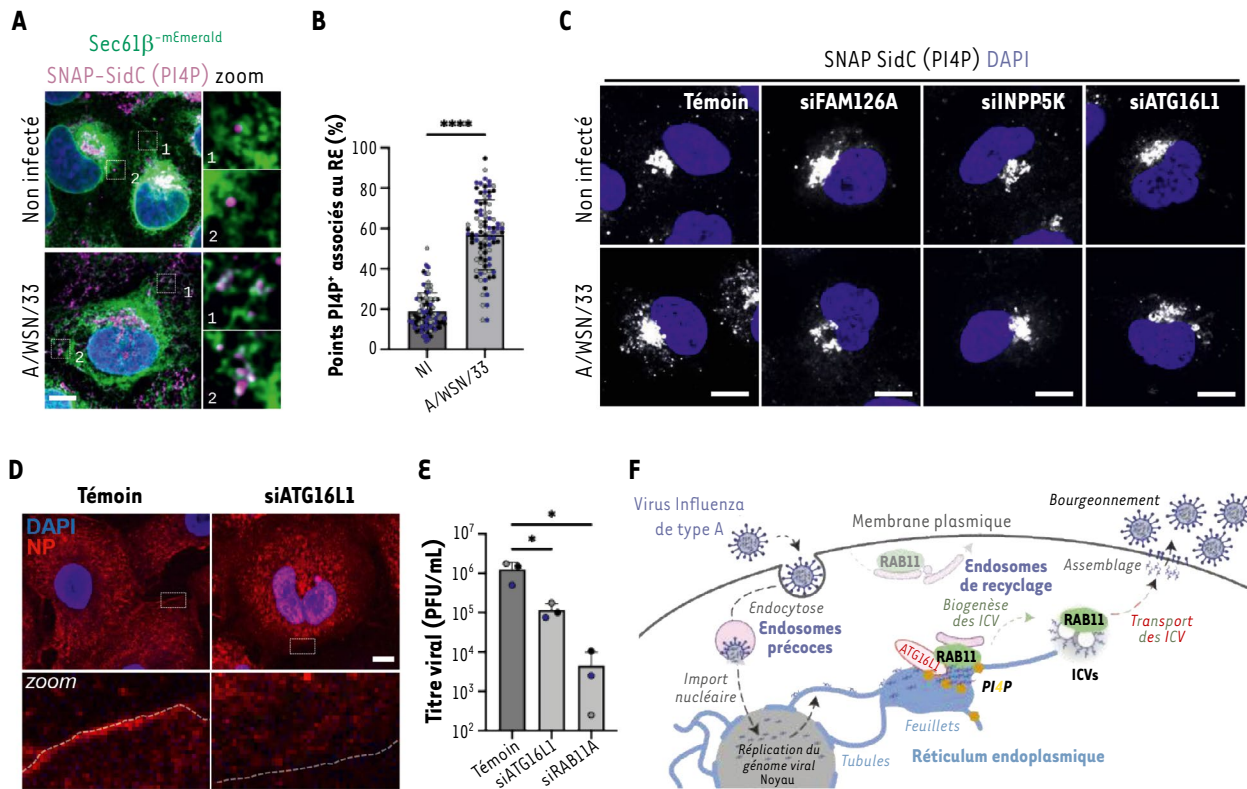 A
Sec61β-mEmerald
SNAP-SidC (PI4P) zoom
Non infecté
1
2
1
2
A/WSN/33
1
2
1
2
B
****
Points PI4P+ associés au RE (%)
100
80
60
40
20
0
NI
A/WSN/33
C
SNAP SidC (PI4P) DAPI
Témoin siFAM126A siINPP5K siATG16L1
Non infecté
A/WSN/33
D
Témoin siATG16L1
DAPI
NP
zoom
E
*
*
Titre viral (PFU/mL)
10⁷
10⁶
10⁵
10⁴
10³
10²
Témoin
siATG16L1
siRAB11A
F
Virus Influenza
de type A
Membrane plasmique
Bourgeonnement
RAB11
Endosomes
de recyclage
Assemblage
Endocytose
Endosomes
précoces
Biogenèse
des ICV
RAB11
Transport
des ICV
ATG16L1
RAB11
PI4P
ICVs
Import
nucléaire
Feuillets
Réticulum endoplasmique
Tubules
Réplication du
génome viral
Noyau